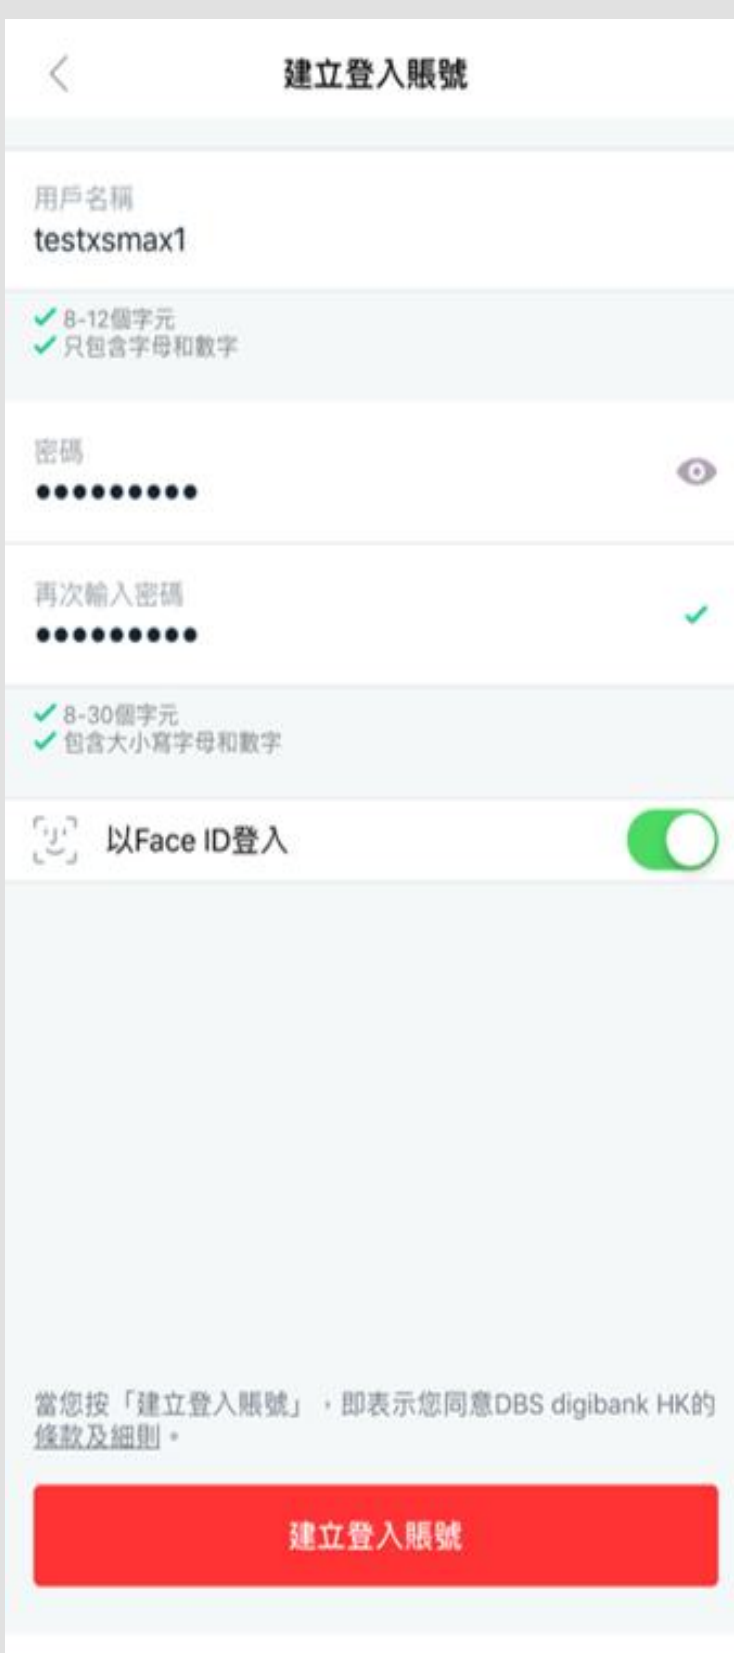 建立登入賬號
用戶名稱
testxsmax1
8-12個字元
只包含字母和數字
密碼
•••••••••
再次輸入密碼
•••••••••
8-30個字元
包含大小寫字母和數字
以Face ID登入
當您按「建立登入賬號」，即表示您同意DBS digibank HK的
條款及細則。
建立登入賬號